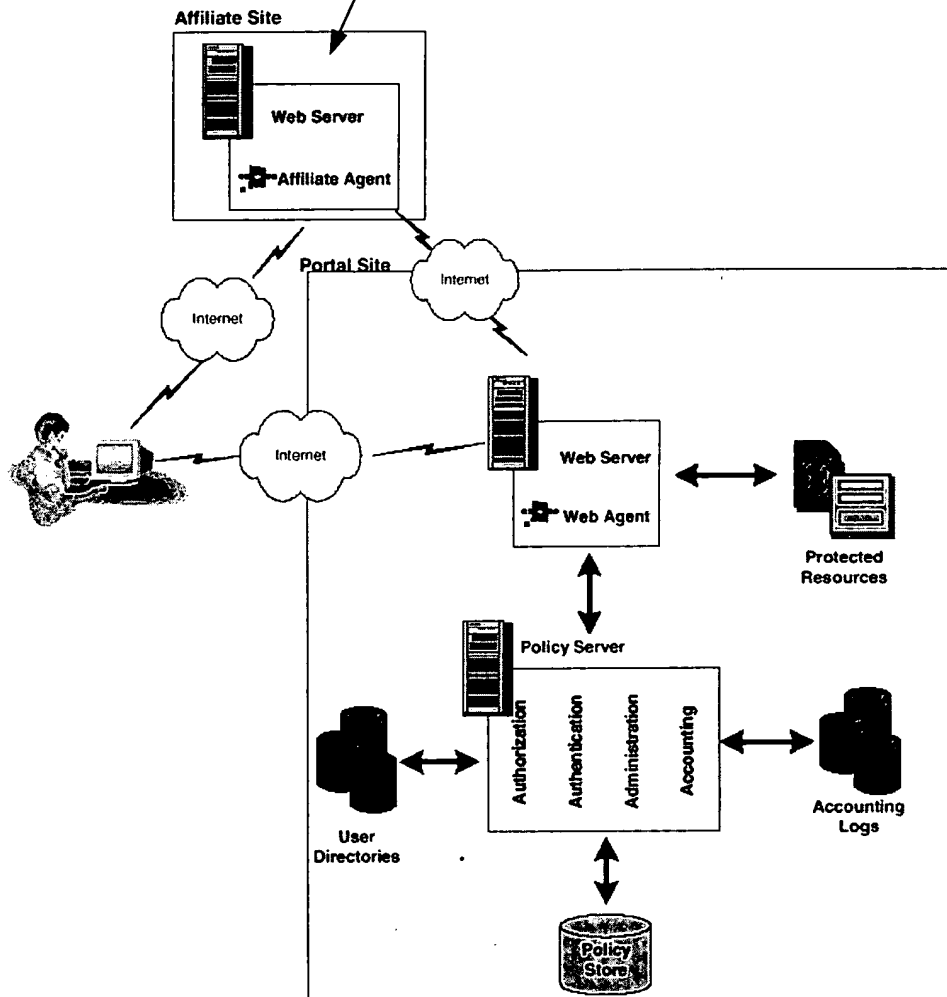 Affiliate Site
Web Server
Affiliate Agent
Portal Site
Internet
Internet
Internet
Web Server
Web Agent
Protected
Resources
Policy Server
Authorization
Authentication
Administration
Accounting
User
Directories
Accounting
Logs
Policy
Store